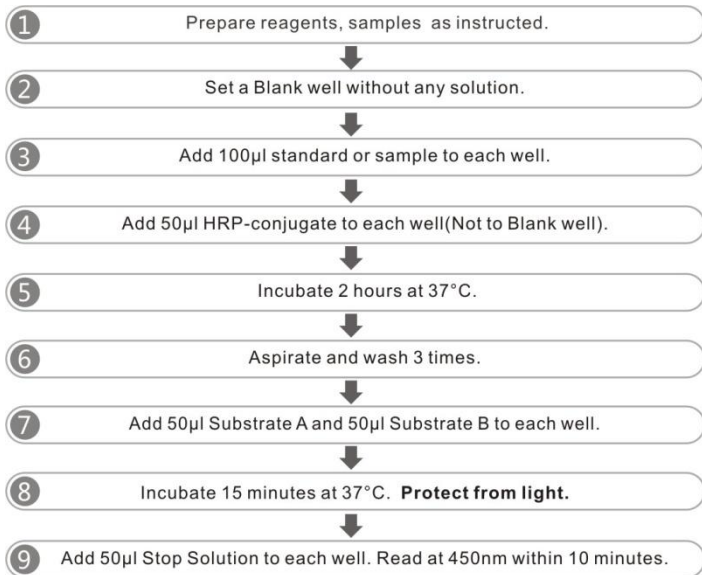 1 Prepare reagents, samples as instructed.
2 Set a Blank well without any solution.
3 Add 100μl standard or sample to each well.
4 Add 50μl HRP-conjugate to each well(Not to Blank well).
5 Incubate 2 hours at 37°C.
6 Aspirate and wash 3 times.
7 Add 50μl Substrate A and 50μl Substrate B to each well.
8 Incubate 15 minutes at 37°C. Protect from light.
9 Add 50μl Stop Solution to each well. Read at 450nm within 10 minutes.